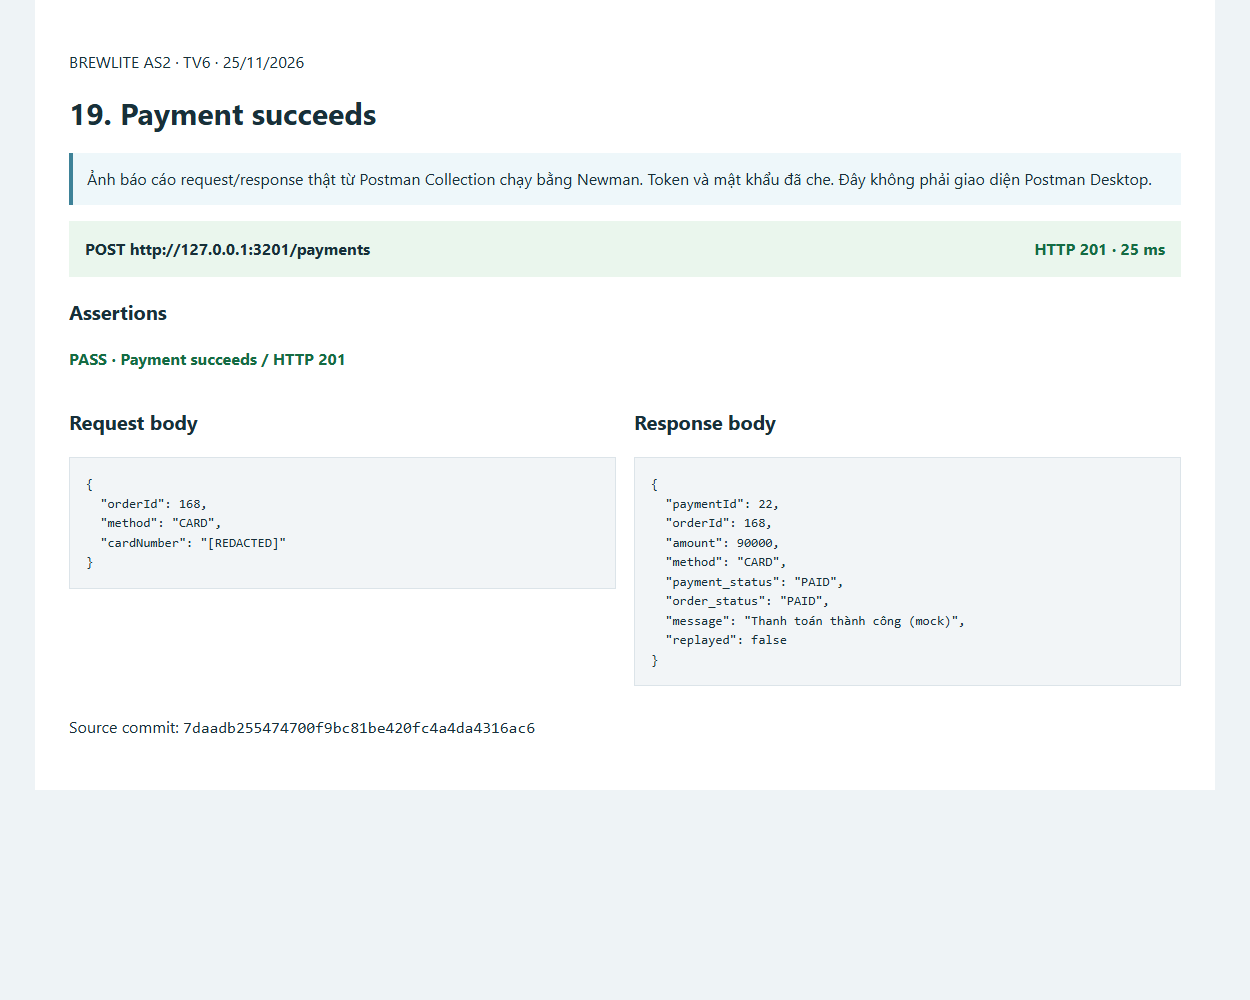 BREWLITE AS2 · TV6 · 25/11/2026
19. Payment succeeds
Ảnh báo cáo request/response thật từ Postman Collection chạy bằng Newman. Token và mật khẩu đã che. Đây không phải giao diện Postman Desktop.
POST http://127.0.0.1:3201/payments
HTTP 201 · 25 ms
Assertions
PASS · Payment succeeds / HTTP 201
Request body
{
  "orderId": 168,
  "method": "CARD",
  "cardNumber": "[REDACTED]"
}
Response body
{
  "paymentId": 22,
  "orderId": 168,
  "amount": 90000,
  "method": "CARD",
  "payment_status": "PAID",
  "order_status": "PAID",
  "message": "Thanh toán thành công (mock)",
  "replayed": false
}
Source commit: 7daadb255474700f9bc81be420fc4a4da4316ac6